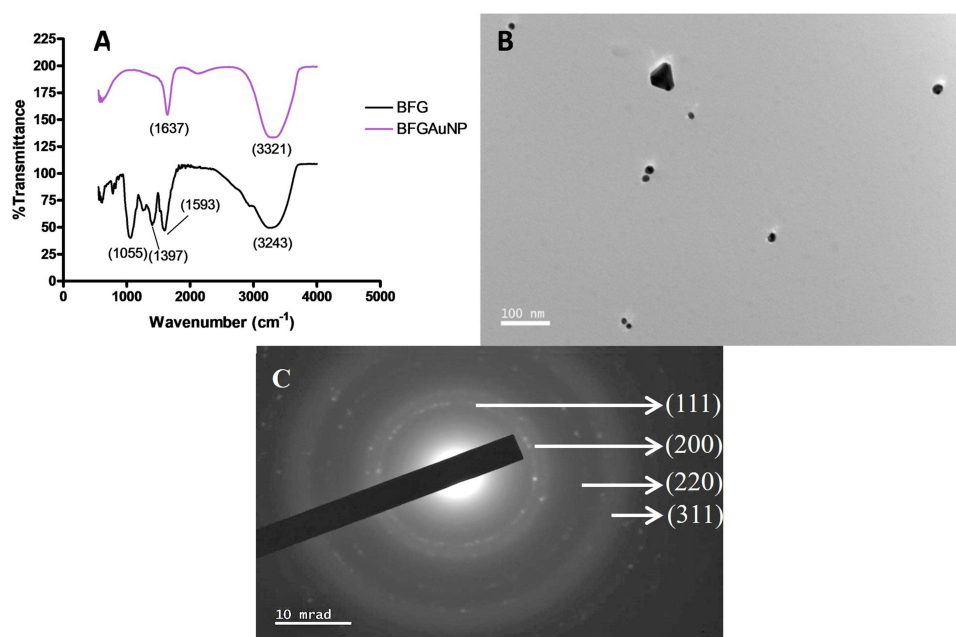 A
225
200
175
150
125
100
75
50
25
0
%Transmittance
(1637)
(3321)
(1593)
(1055)
(1397)
(3243)
0
1000
2000
3000
4000
5000
Wavenumber (cm⁻¹)
BFG
BFGAuNP
B
100 nm
C
(111)
(200)
(220)
(311)
10 mrad